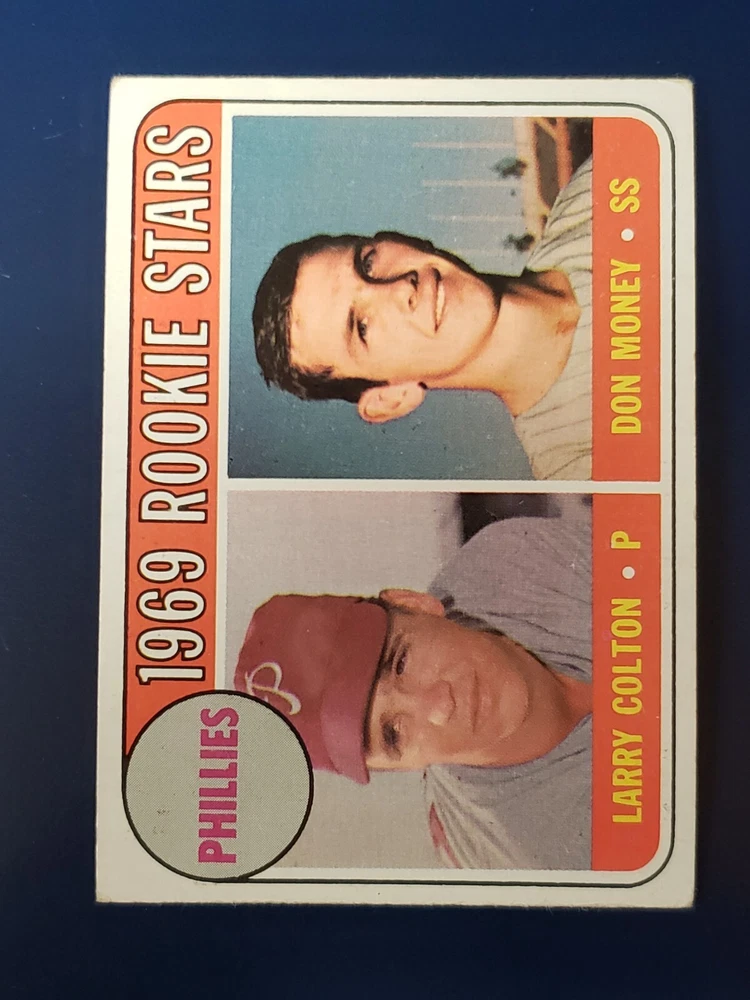 1969 ROOKIE STARS
PHILLIES
LARRY COLTON • P
DON MONEY • SS